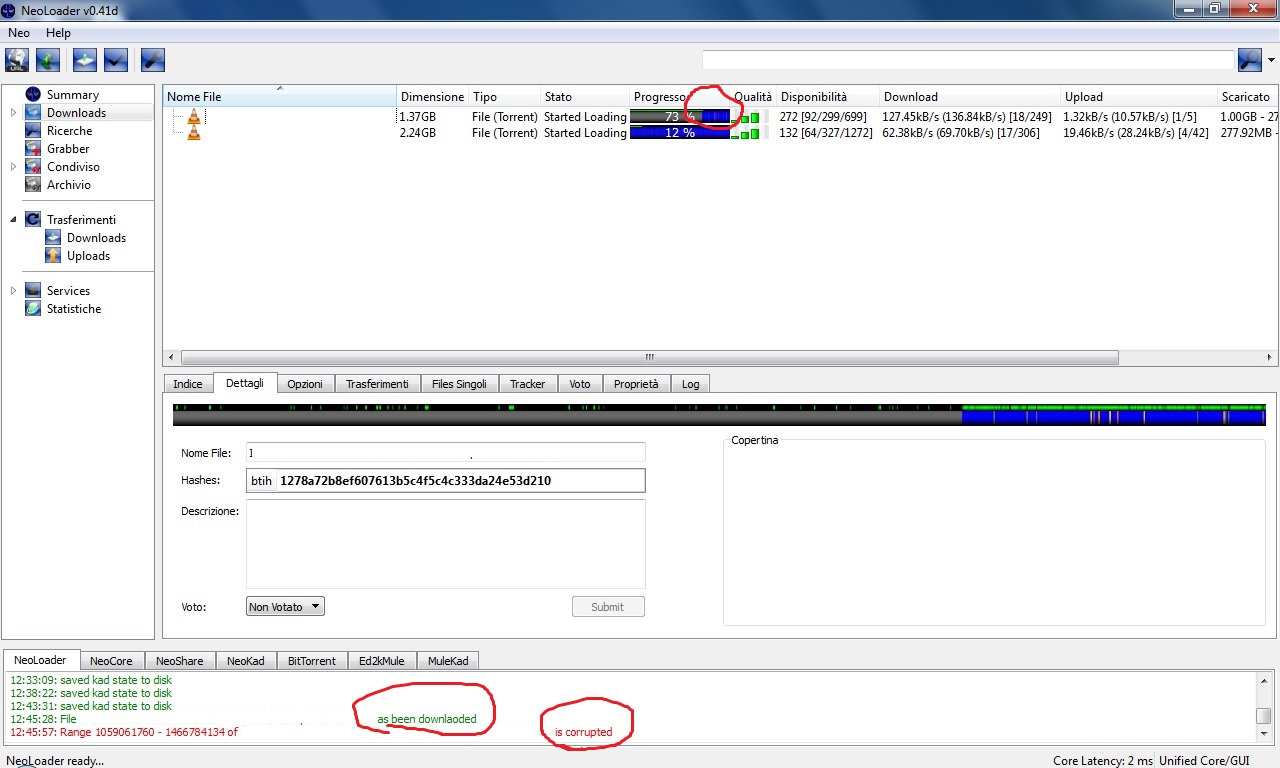 NeoLoader v0.41d
Neo Help
Nome File Dimensione Tipo Stato Progresso Qualità Disponibilità Download Upload Scaricato
1.37GB File (Torrent) Started Loading 73 % 272 [92/299/699] 127.45kB/s (136.84kB/s) [18/249] 1.32kB/s (10.57kB/s) [1/5] 1.00GB - 27
2.24GB File (Torrent) Started Loading 12 % 132 [64/327/1272] 62.30kB/s (69.70kB/s) [17/306] 19.46kB/s (28.24kB/s) [4/42] 277.92MB
Summary
Downloads
Ricerche
Grabber
Condiviso
Archivio
Trasferimenti
Downloads
Uploads
Services
Statistiche
Indice Dettagli Opzioni Trasferimenti Files Singoli Tracker Voto Proprietà Log
Nome File:
Hashes: btih 1278a72b8ef607613b5c4f5c4c333da24e53d210
Descrizione:
Voto: Non Votato Submit
Copertina
NeoLoader NeoCore NeoShare NeoKad BitTorrent Ed2kMule MuleKad
12:33:09: saved kad state to disk
12:38:22: saved kad state to disk
12:43:31: saved kad state to disk
12:45:28: File as been downlaoded
12:45:57: Range 1059061760 - 1466784134 of is corrupted
NeoLoader ready... Core Latency: 2 ms Unified Core/GUI